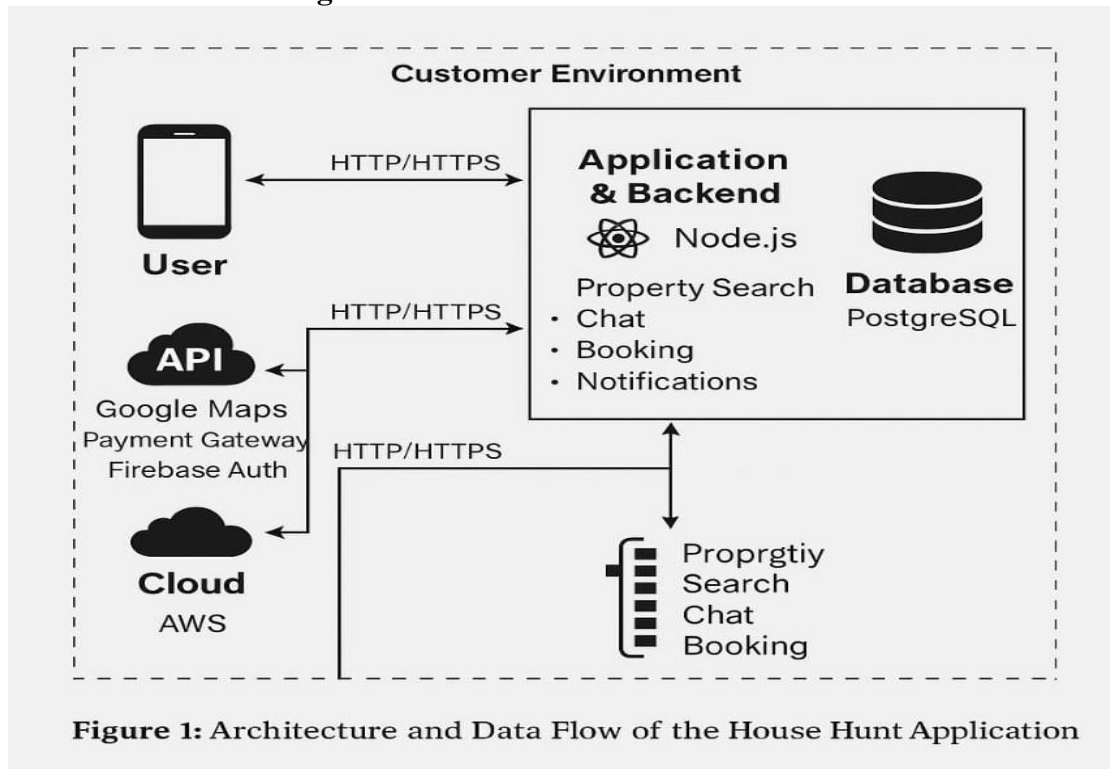 Customer Environment
HTTP/HTTPS
User
Application
& Backend
Node.js
Property Search
• Chat
• Booking
• Notifications
Database
PostgreSQL
HTTP/HTTPS
API
Google Maps
Payment Gateway
Firebase Auth
HTTP/HTTPS
Cloud
AWS
Proprgtiy
Search
Chat
Booking
Figure 1: Architecture and Data Flow of the House Hunt Application